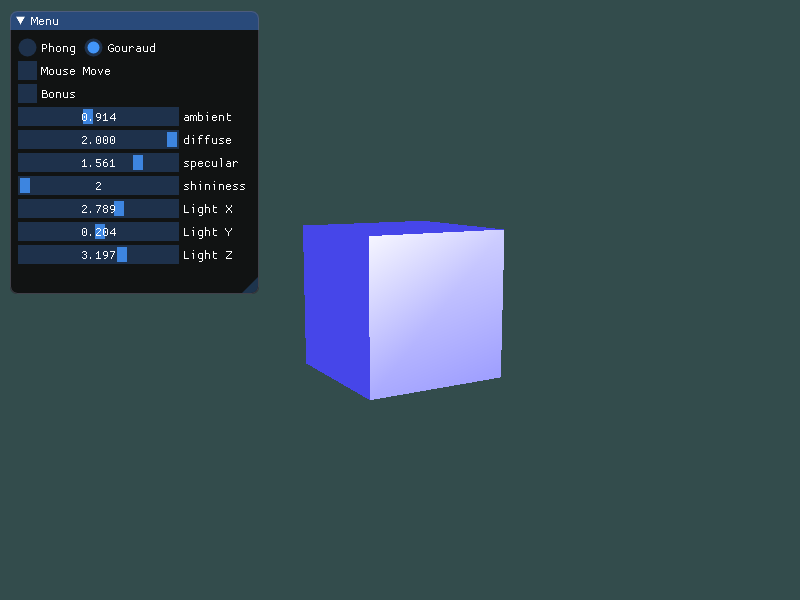 Menu
Phong Gouraud
Mouse Move
Bonus
0.914 ambient
2.000 diffuse
1.561 specular
2 shininess
2.789 Light X
0.204 Light Y
3.197 Light Z